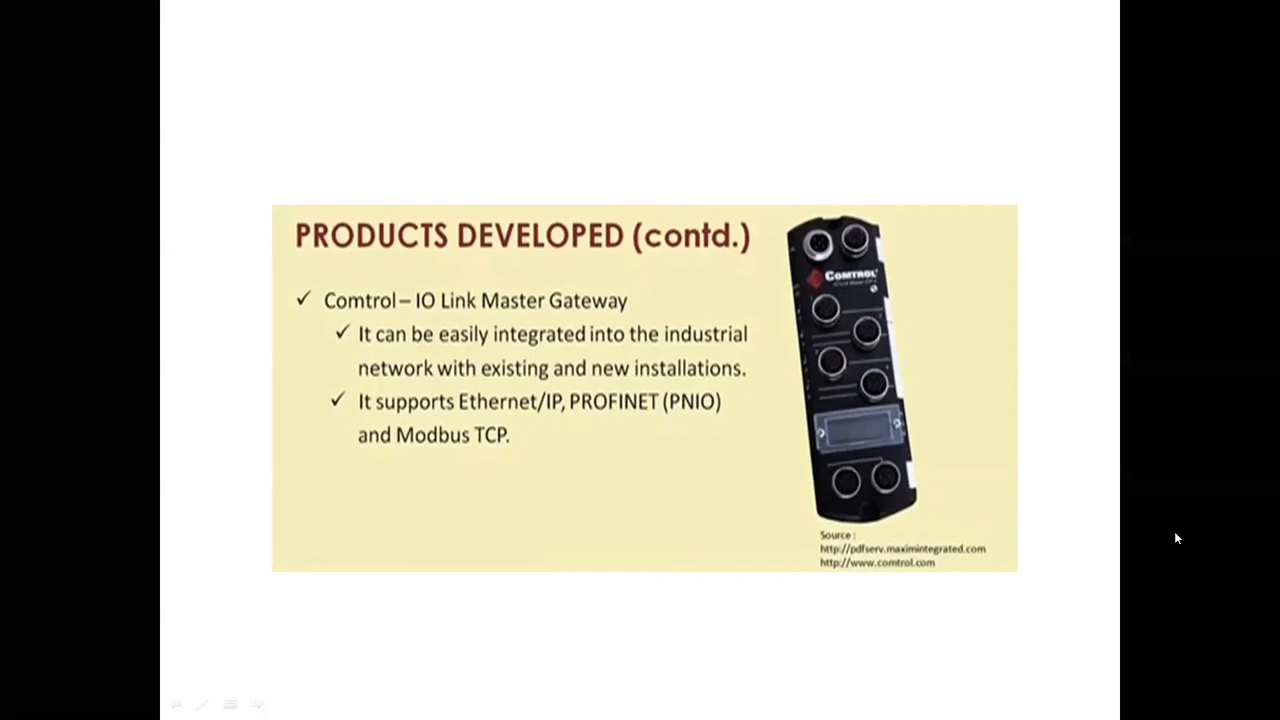 PRODUCTS DEVELOPED (contd.)
✓ Comtrol – IO Link Master Gateway
✓ It can be easily integrated into the industrial
network with existing and new installations.
✓ It supports Ethernet/IP, PROFINET (PNIO)
and Modbus TCP.
COMTROL
Source :
http://pdfserv.maximintegrated.com
http://www.comtrol.com